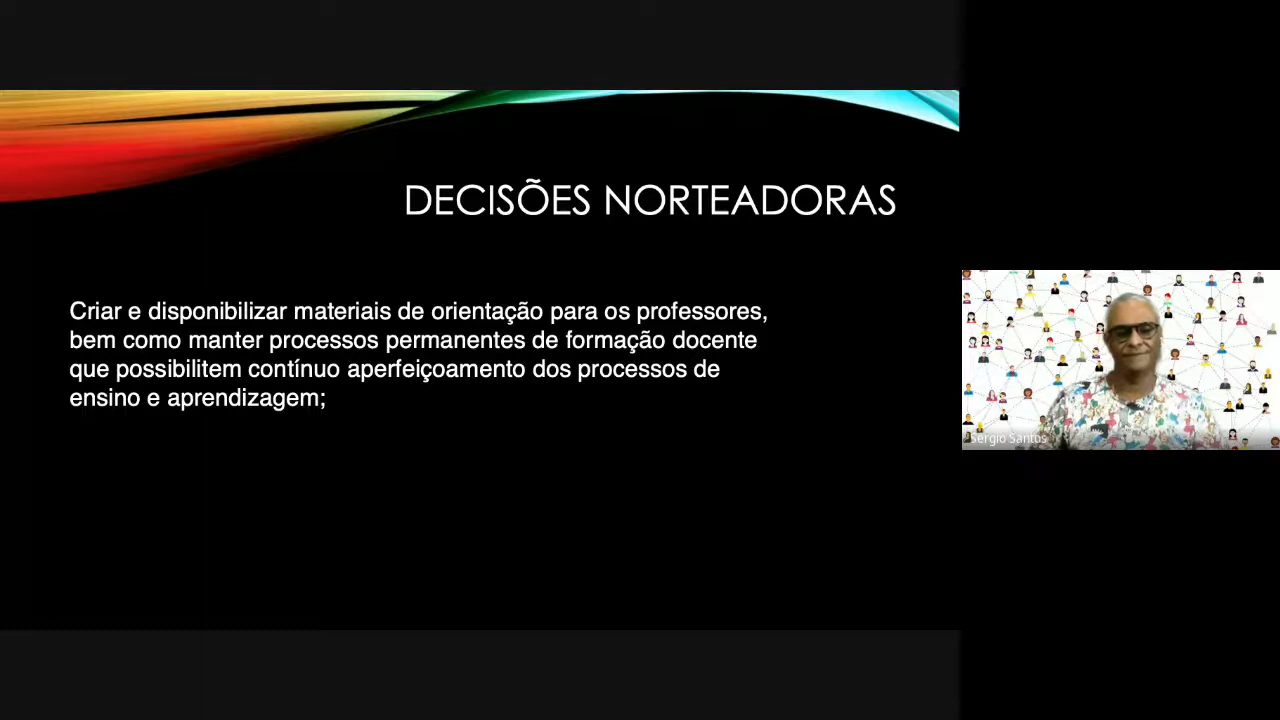 DECISÕES NORTEADORAS
Criar e disponibilizar materiais de orientação para os professores,
bem como manter processos permanentes de formação docente
que possibilitem contínuo aperfeiçoamento dos processos de
ensino e aprendizagem;
Sergio Santos